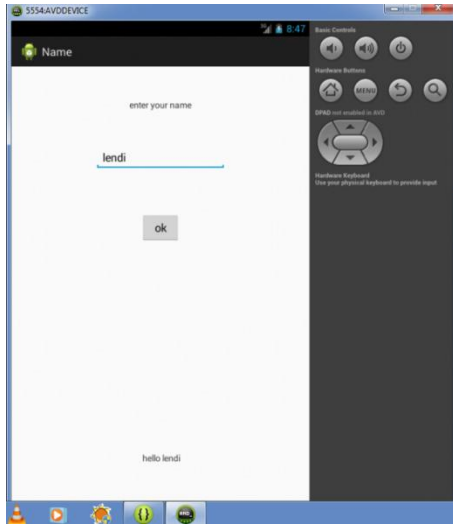 5554:AVDDEVICE
8:47
Name
enter your name
lendi
ok
hello lendi
Basic Controls
Hardware Buttons
MENU
DPAD not enabled in AVD
Hardware Keyboard
Use your physical keyboard to provide input